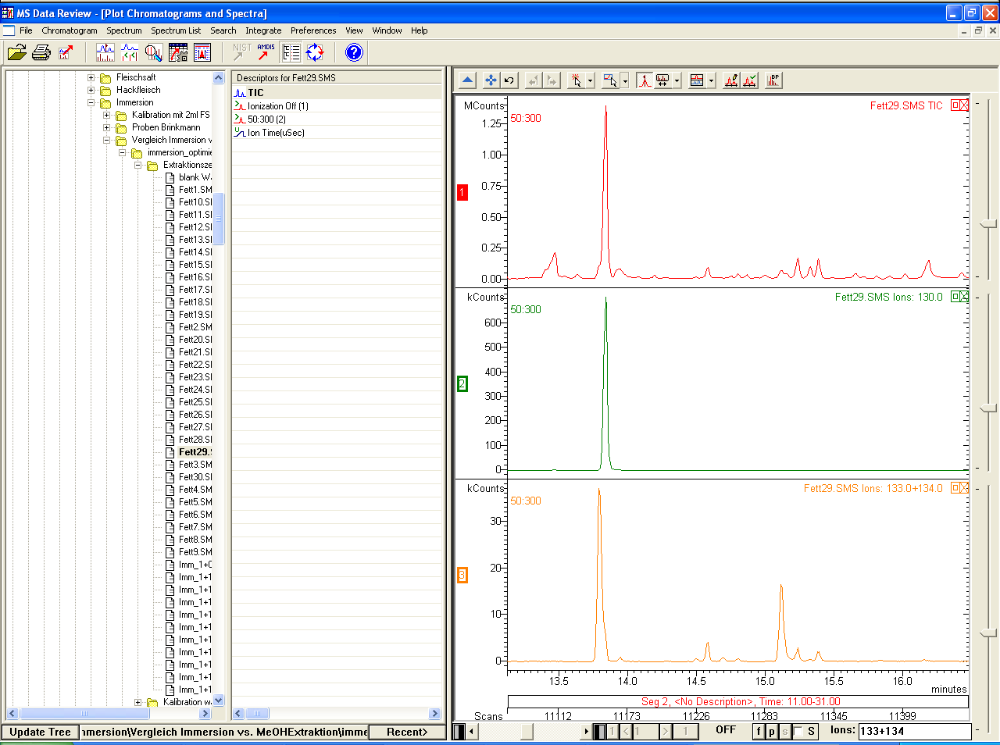 MS Data Review - [Plot Chromatograms and Spectra]
File Chromatogram Spectrum Spectrum List Search Integrate Preferences View Window Help
NIST AMDIS
Fleischsaft
Hackfleisch
Immersion
Kalibration mit 2ml FS
Proben Brinkmann
Vergleich Immersion v
immersion_optimie
Extraktionsze
blank Wa
Fett1.SM
Fett10.SI
Fett11.SI
Fett12.SI
Fett13.SI
Fett14.SI
Fett15.SI
Fett16.SI
Fett17.SI
Fett18.SI
Fett19.SI
Fett2.SM
Fett20.SI
Fett21.SI
Fett22.SI
Fett23.SI
Fett24.SI
Fett25.SI
Fett26.SI
Fett27.SI
Fett28.SI
Fett29.
Fett3.SM
Fett30.SI
Fett4.SM
Fett5.SM
Fett6.SM
Fett7.SM
Fett8.SM
Fett9.SM
Imm_1+0
Imm_1+1
Imm_1+1
Imm_1+1
Imm_1+1
Imm_1+1
Imm_1+1
Imm_1+1
Imm_1+1
Imm_1+1
Imm_1+1
Kalibration wa
Update Tree
nmersion\Vergleich Immersion vs. MeOHExtraktion\imme
Recent>
Descriptors for Fett29.SMS
TIC
Ionization Off (1)
50:300 (2)
Ion Time(uSec)
BP
MCounts
Fett29.SMS TIC
50:300
1.25
1.00
0.75
1
0.50
0.25
0.00
kCounts
Fett29.SMS Ions: 130.0
50:300
600
500
2
400
300
200
100
0
kCounts
Fett29.SMS Ions: 133.0+134.0
50:300
30
20
3
10
0
13.5 14.0 14.5 15.0 15.5 16.0
minutes
Seg 2, <No Description>, Time: 11.00-31.00
Scans 11112 11173 11226 11283 11345 11399
1 < 1 > 1 OFF f p s S Ions: 133+134